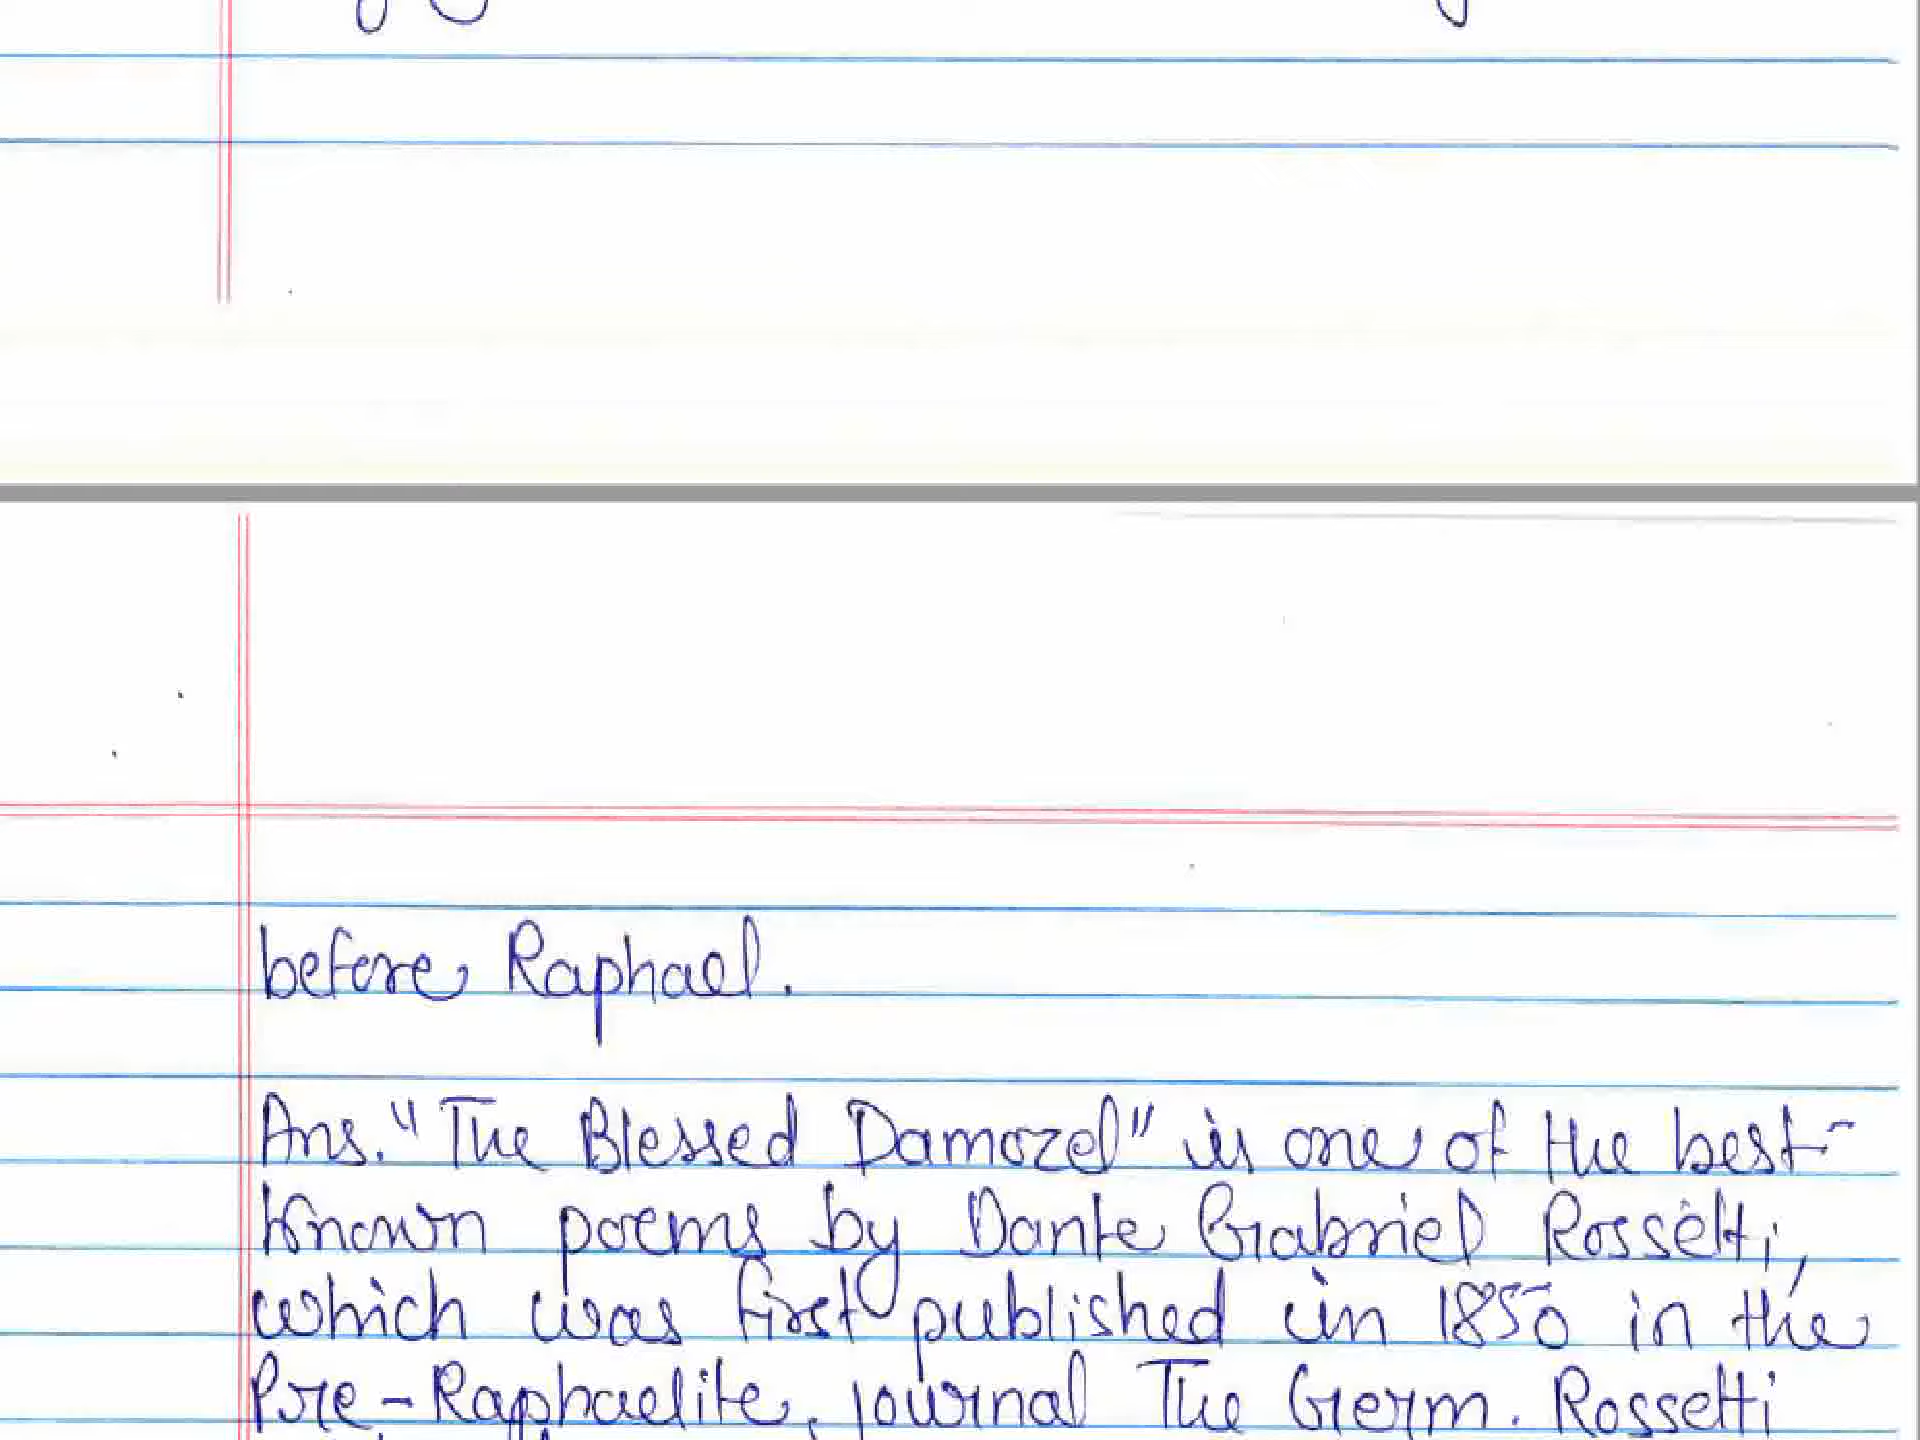 before Raphael.
Ans. "The Blessed Damozel" is one of the best-
known poems by Dante Gabriel Rossetti,
which was first published in 1850 in the
Pre-Raphaelite, journal The Germ. Rossetti